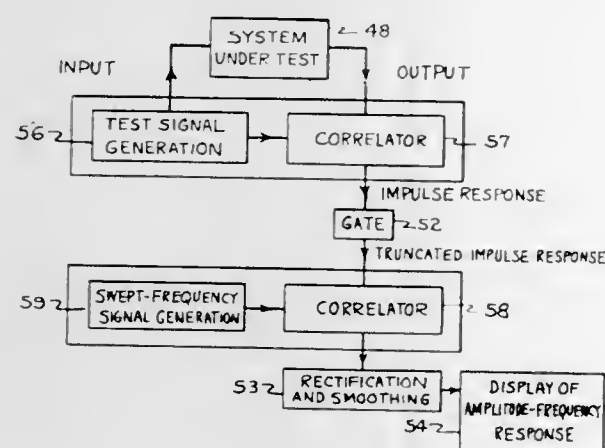 48
SYSTEM
UNDER TEST
INPUT
OUTPUT
56
TEST SIGNAL
GENERATION
CORRELATOR
57
IMPULSE RESPONSE
GATE
52
TRUNCATED IMPULSE RESPONSE
59
SWEPT-FREQUENCY
SIGNAL GENERATION
CORRELATOR
58
53
RECTIFICATION
AND SMOOTHING
DISPLAY OF
AMPLITUDE-FREQUENCY
RESPONSE
54